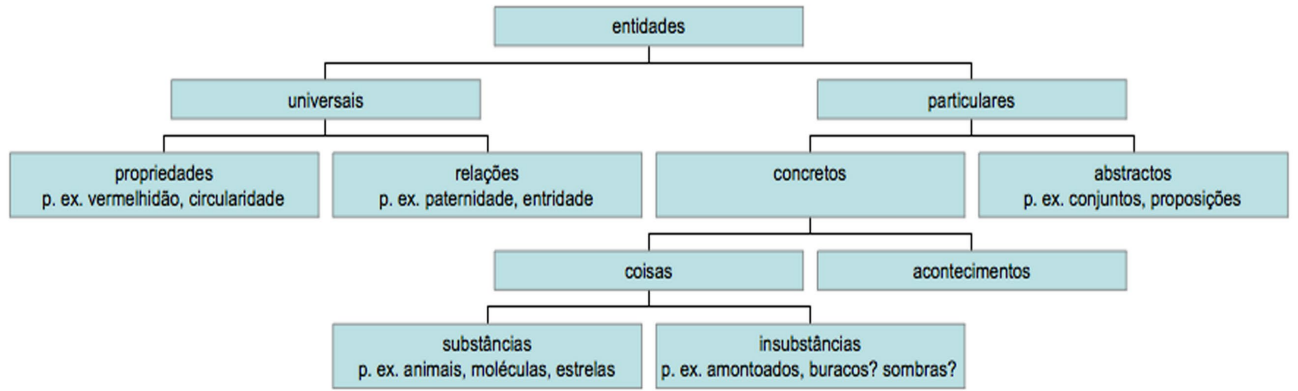 entidades
universais
particulares
propriedades
p. ex. vermelhidão, circularidade
relações
p. ex. paternidade, entridade
concretos
abstractos
p. ex. conjuntos, proposições
coisas
acontecimentos
substâncias
p. ex. animais, moléculas, estrelas
insubstâncias
p. ex. amontoados, buracos? sombras?